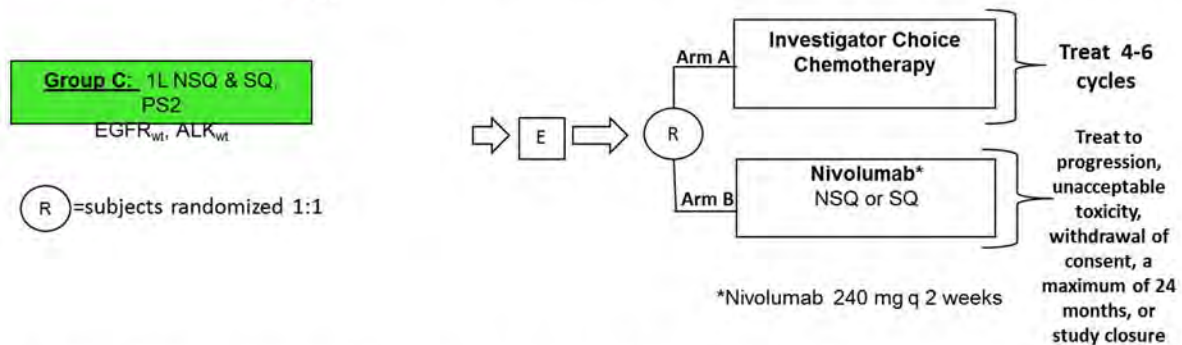 Group C: 1L NSQ & SQ,
PS2
EGFRwt, ALKwt
R =subjects randomized 1:1
E
R
Arm A
Investigator Choice
Chemotherapy
Treat 4-6
cycles
Arm B
Nivolumab*
NSQ or SQ
Treat to
progression,
unacceptable
toxicity,
withdrawal of
consent, a
maximum of 24
months, or
study closure
*Nivolumab 240 mg q 2 weeks